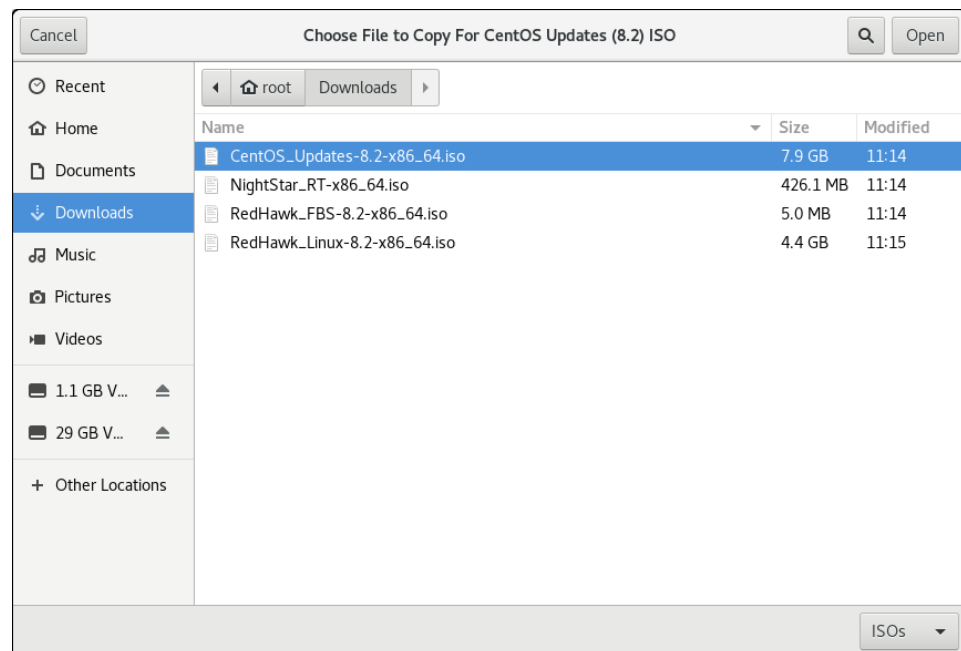 Cancel Choose File to Copy For CentOS Updates (8.2) ISO Open
Recent
Home
Documents
Downloads
Music
Pictures
Videos
1.1 GB V...
29 GB V...
+ Other Locations
root Downloads
Name Size Modified
CentOS_Updates-8.2-x86_64.iso 7.9 GB 11:14
NightStar_RT-x86_64.iso 426.1 MB 11:14
RedHawk_FBS-8.2-x86_64.iso 5.0 MB 11:14
RedHawk_Linux-8.2-x86_64.iso 4.4 GB 11:15
ISOs